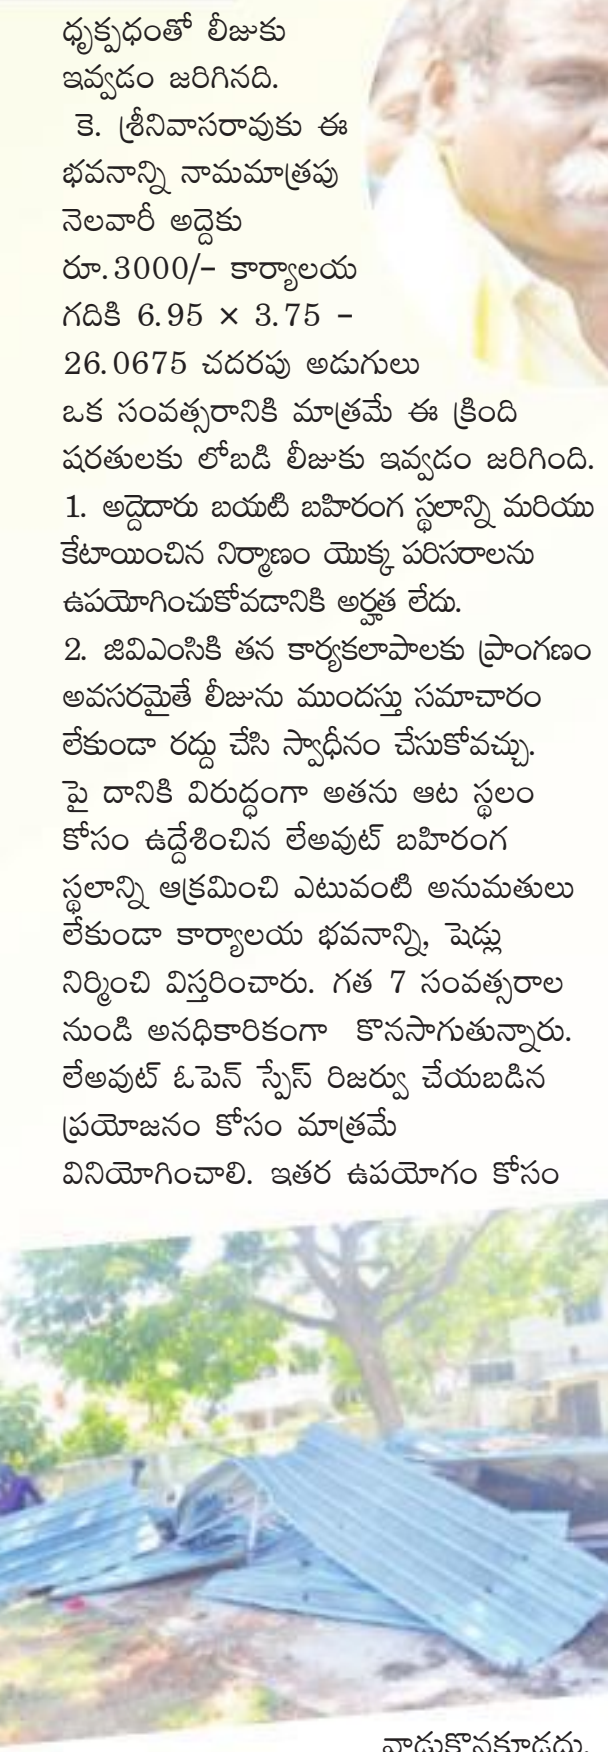 ధృక్పధంతో లీజుకు
ఇవ్వడం జరిగినది.
కె. శ్రీనివాసరావుకు ఈ
భవనాన్ని నామమాత్రపు
నెలవారీ అద్దెకు
రూ.3000/- కార్యాలయ
గదికి 6.95 × 3.75 -
26.0675 చదరపు అడుగులు
ఒక సంవత్సరానికి మాత్రమే ఈ క్రింది
షరతులకు లోబడి లీజుకు ఇవ్వడం జరిగింది.
1. అద్దెదారు బయటి బహిరంగ స్థలాన్ని మరియు
కేటాయించిన నిర్మాణం యొక్క పరిసరాలను
ఉపయోగించుకోవడానికి అర్హత లేదు.
2. జివిఎంసికి తన కార్యకలాపాలకు ప్రాంగణం
అవసరమైతే లీజును ముందస్తు సమాచారం
లేకుండా రద్దు చేసి స్వాధీనం చేసుకోవచ్చు.
పై దానికి విరుద్ధంగా అతను ఆట స్థలం
కోసం ఉద్దేశించిన లేఅవుట్ బహిరంగ
స్థలాన్ని ఆక్రమించి ఎటువంటి అనుమతులు
లేకుండా కార్యాలయ భవనాన్ని, షెడ్లు
నిర్మించి విస్తరించారు. గత 7 సంవత్సరాల
నుండి అనధికారికంగా కొనసాగుతున్నారు.
లేఅవుట్ ఓపెన్ స్పేస్ రిజర్వు చేయబడిన
ప్రయోజనం కోసం మాత్రమే
వినియోగించాలి. ఇతర ఉపయోగం కోసం
వాడుకొనకూడదు.